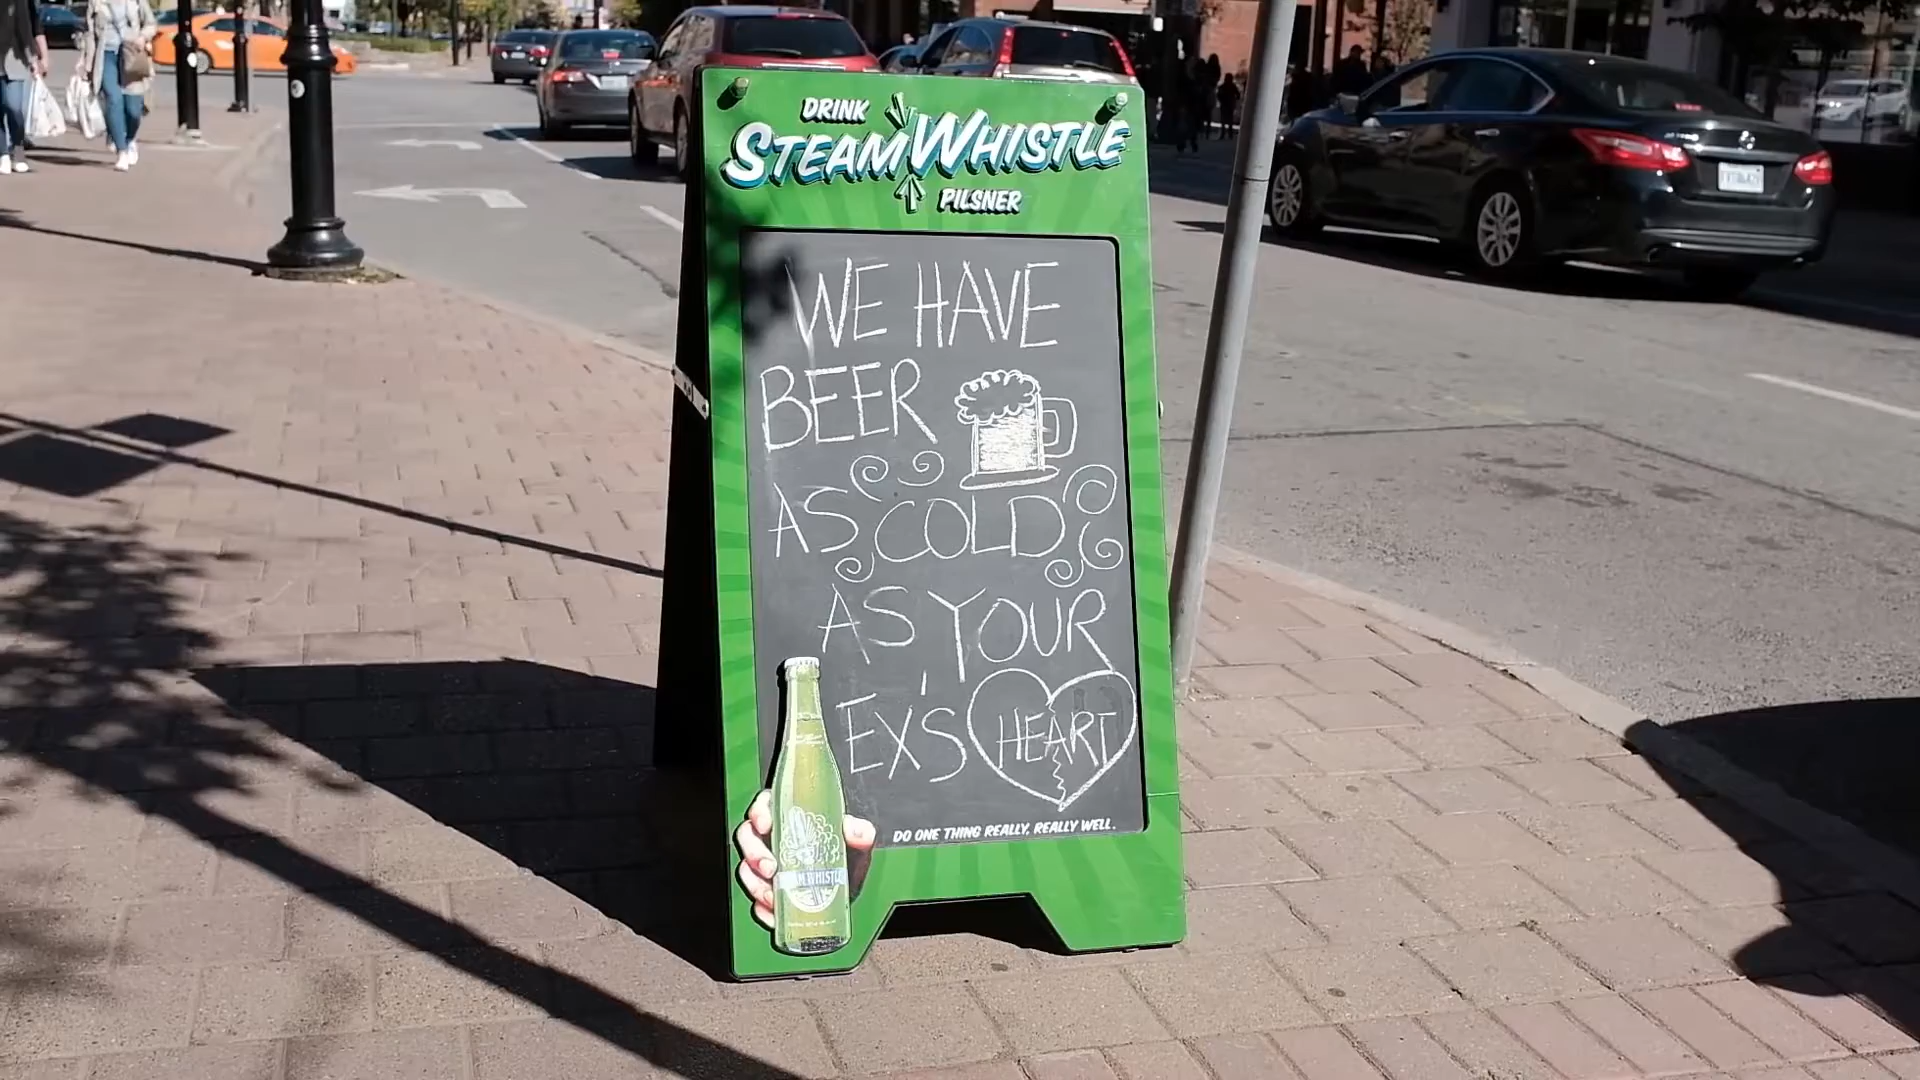 DRINK
STEAM WHISTLE
PILSNER
WE HAVE
BEER
AS COLD
AS YOUR
EX'S HEART
DO ONE THING REALLY, REALLY WELL.